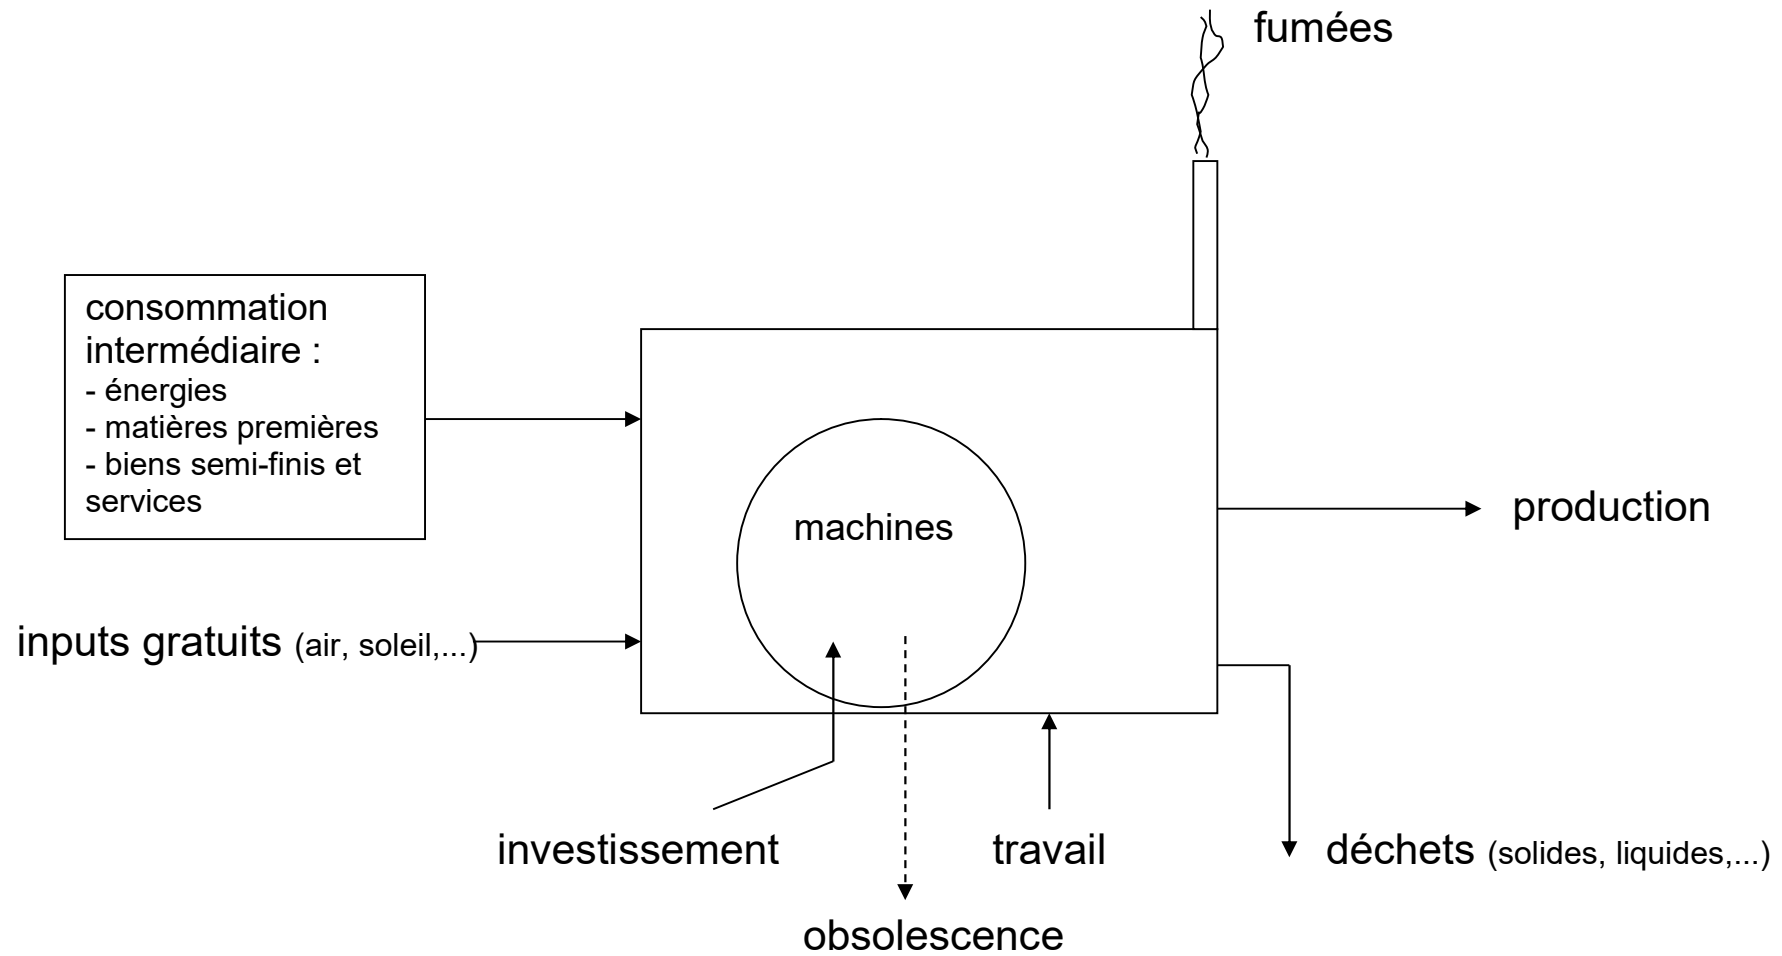 fumées
consommation
intermédiaire :
- énergies
- matières premières
- biens semi-finis et
services
machines
production
inputs gratuits (air, soleil,...)
investissement
travail
déchets (solides, liquides,...)
obsolescence